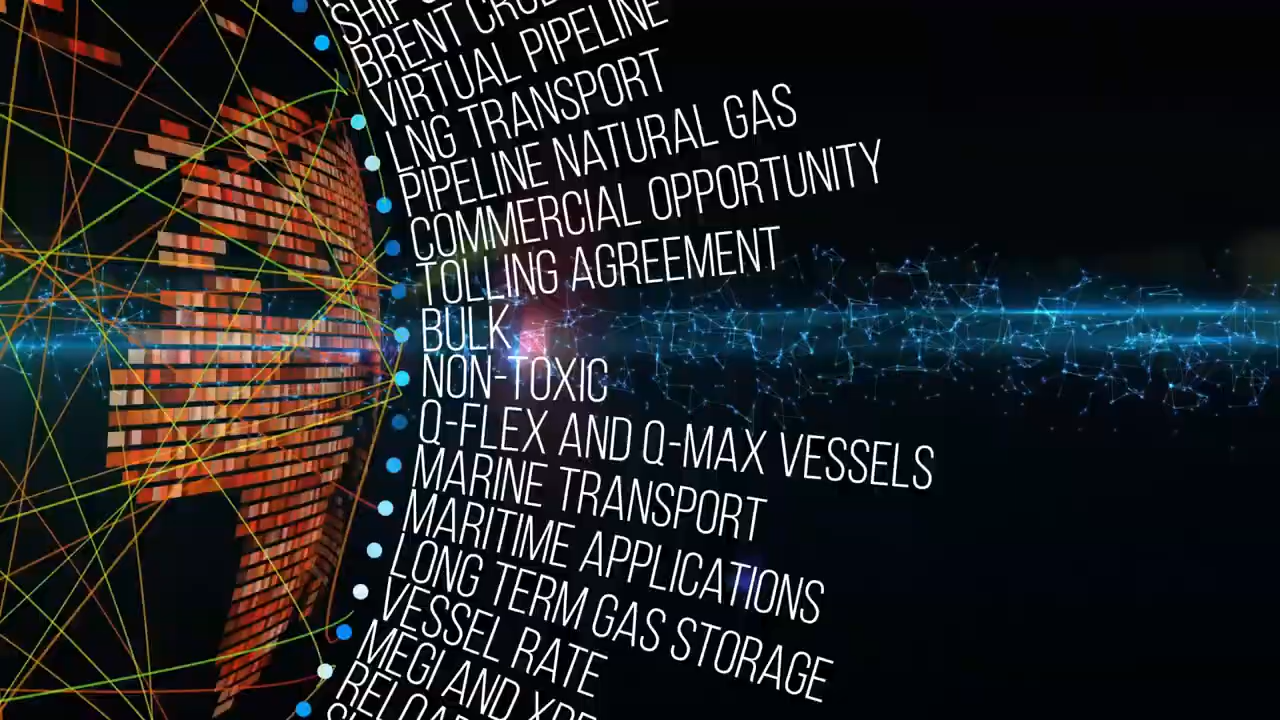 SHIP
BRENT
VIRTUAL PIPELINE
LNG TRANSPORT
PIPELINE NATURAL GAS
COMMERCIAL OPPORTUNITY
TOLLING AGREEMENT
BULK
NON-TOXIC
Q-FLEX AND Q-MAX VESSELS
MARINE TRANSPORT
MARITIME APPLICATIONS
LONG TERM GAS STORAGE
VESSEL RATE
MEGI AND